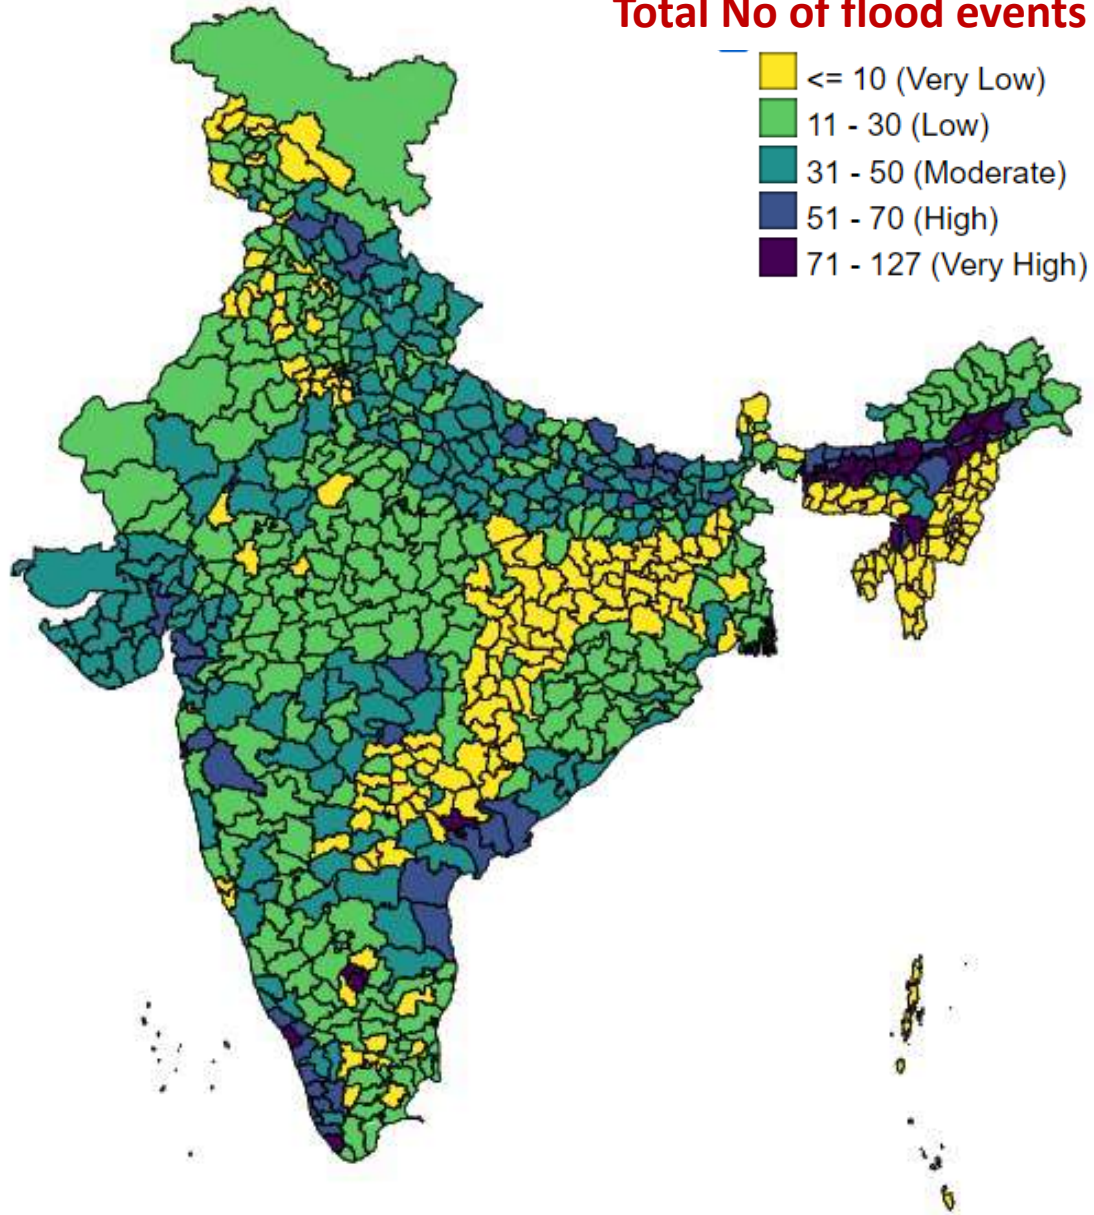 Total No of flood events
<= 10 (Very Low)
11 - 30 (Low)
31 - 50 (Moderate)
51 - 70 (High)
71 - 127 (Very High)